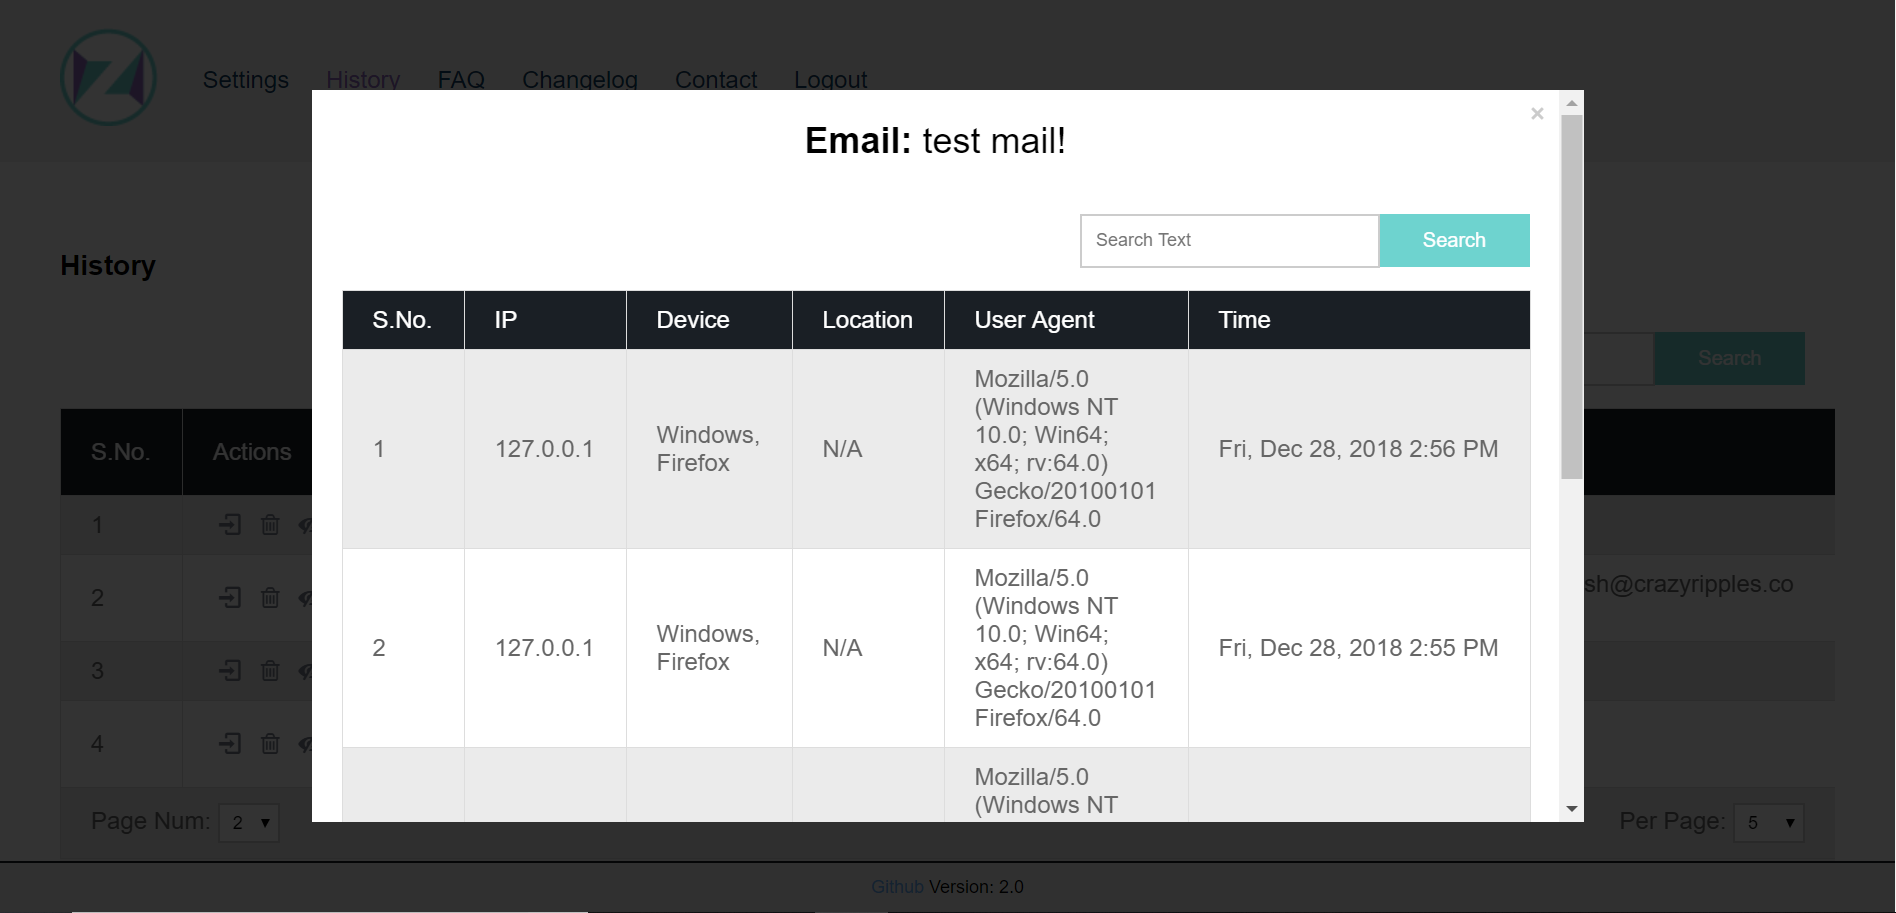 Settings History FAQ Changelog Contact Logout
×
Email: test mail!
Search Text Search
History
S.No. IP Device Location User Agent Time
1 127.0.0.1 Windows, Firefox N/A Mozilla/5.0
(Windows NT
10.0; Win64;
x64; rv:64.0)
Gecko/20100101
Firefox/64.0 Fri, Dec 28, 2018 2:56 PM
2 127.0.0.1 Windows, Firefox N/A Mozilla/5.0
(Windows NT
10.0; Win64;
x64; rv:64.0)
Gecko/20100101
Firefox/64.0 Fri, Dec 28, 2018 2:55 PM
Mozilla/5.0
(Windows NT
Search
S.No. Actions
1
2 sh@crazyripples.co
3
4
Page Num: 2 Per Page: 5
Github Version: 2.0